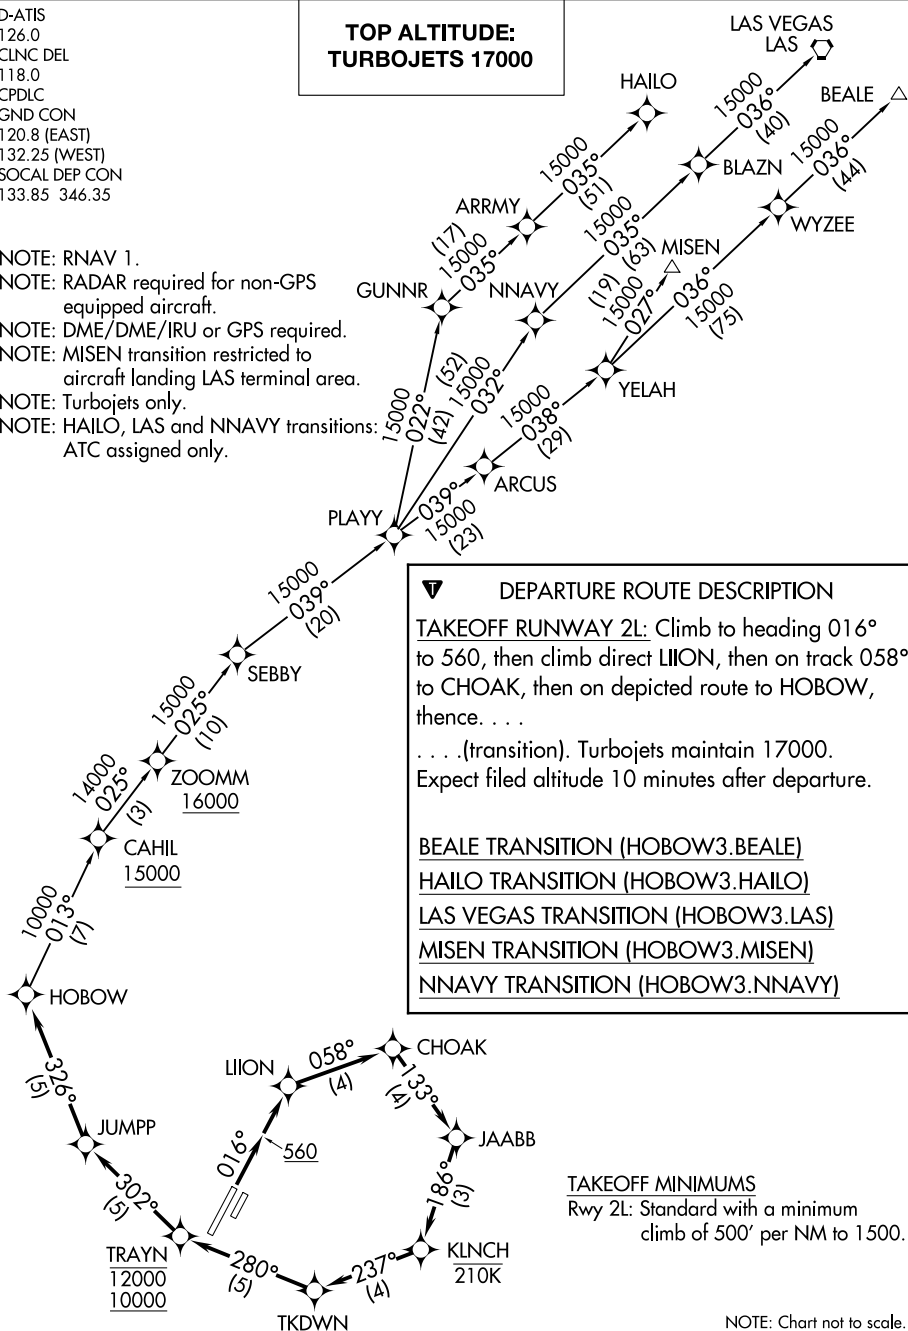 D-ATIS
126.0
CLNC DEL
118.0
CPDLC
GND CON
120.8 (EAST)
132.25 (WEST)
SOCAL DEP CON
133.85 346.35
TOP ALTITUDE:
TURBOJETS 17000
NOTE: RNAV 1.
NOTE: RADAR required for non-GPS
equipped aircraft.
NOTE: DME/DME/IRU or GPS required.
NOTE: MISEN transition restricted to
aircraft landing LAS terminal area.
NOTE: Turbojets only.
NOTE: HAILO, LAS and NNAVY transitions:
ATC assigned only.
LAS VEGAS
LAS
BEALE
HAILO
15000
036°
(40)
15000
036°
(44)
BLAZN
WYZEE
15000
035°
(51)
ARRMY
15000
035°
(63)
MISEN
(17)
15000
035°
(19)
15000
027°
036°
15000
(75)
GUNNR
NNAVY
YELAH
15000
022°
(42)
(52)
15000
032°
15000
038°
(29)
ARCUS
PLAYY
039°
15000
(23)
15000
039°
(20)
SEBBY
15000
025°
(10)
ZOOMM
16000
14000
025°
(3)
CAHIL
15000
10000
013°
(7)
HOBOW
DEPARTURE ROUTE DESCRIPTION
TAKEOFF RUNWAY 2L: Climb to heading 016°
to 560, then climb direct LIION, then on track 058°
to CHOAK, then on depicted route to HOBOW,
thence. . . .
. . . .(transition). Turbojets maintain 17000.
Expect filed altitude 10 minutes after departure.
BEALE TRANSITION (HOBOW3.BEALE)
HAILO TRANSITION (HOBOW3.HAILO)
LAS VEGAS TRANSITION (HOBOW3.LAS)
MISEN TRANSITION (HOBOW3.MISEN)
NNAVY TRANSITION (HOBOW3.NNAVY)
LIION
058°
(4)
CHOAK
133°
(4)
326°
(5)
JUMPP
016°
560
JAABB
186°
(3)
302°
(5)
TRAYN
12000
10000
280°
(5)
TKDWN
237°
(4)
KLNCH
210K
TAKEOFF MINIMUMS
Rwy 2L: Standard with a minimum
climb of 500' per NM to 1500.
NOTE: Chart not to scale.
T